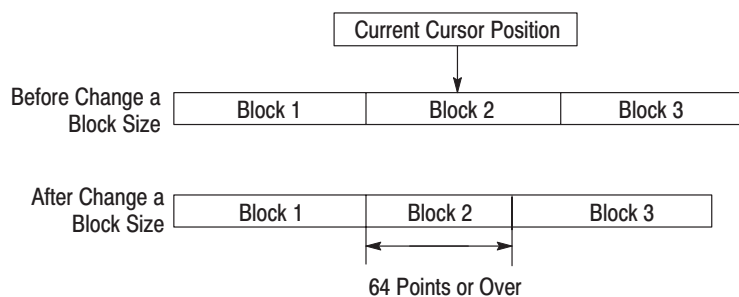 Current Cursor Position
Before Change a
Block Size
Block 1 Block 2 Block 3
After Change a
Block Size
Block 1 Block 2 Block 3
64 Points or Over